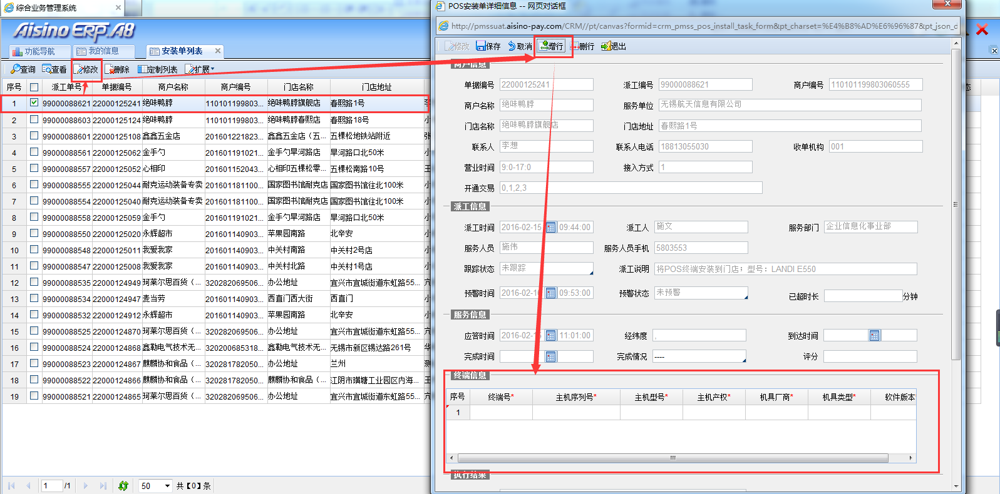 综合业务管理系统
Aisino ERP.A8
功能导航 我的信息 安装单列表
查询 查看 修改 删除 定制列表 扩展
序号 派工单号 单据编号 商户名称 商户编号 门店名称 门店地址
1 99000088621 22000125241 绝味鸭脖 110101199803... 绝味鸭脖旗舰店 春熙路1号
2 99000088603 22000125124 绝味鸭脖 110101199803... 绝味鸭脖春熙店 春熙路18号
3 99000088601 22000125108 鑫鑫五金店 201601221823... 鑫鑫五金店（五... 五棵松地铁站附近
4 99000088561 22000125062 金手勺 201601191021... 金手勺旱河路店 旱河路口北50米
5 99000088557 22000125052 心相印 201601152043... 心相印五棵松零... 五棵松南路10号
6 99000088555 22000125044 耐克运动装备专卖 201601181100... 国家图书馆耐克店 国家图书馆往北100米
7 99000088554 22000125040 耐克运动装备专卖 201601181100... 国家图书馆耐克店 国家图书馆往北100米
8 99000088558 22000125059 金手勺 201601191021... 金手勺旱河路店 旱河路口北50米
9 99000088550 22000125020 永辉超市 201601140903... 苹果园南路 北辛安
10 99000088548 22000125011 我爱我家 201601140903... 中关村南路 中关村2号店
11 99000088547 22000125008 我爱我家 201601140903... 中关村北路 中关村1号店
12 99000088535 22000124949 珂莱尔思百货（... 320282069506... 办公地址 宜兴市宜城街道东虹路55...
13 99000088534 22000124947 麦当劳 201601140903... 西直门西大街 西直门
14 99000088532 22000124912 永辉超市 201601140903... 苹果园南路 北辛安
15 99000088525 22000124870 珂莱尔思百货（... 320282069506... 办公地址 宜兴市宜城街道东虹路55...
16 99000088524 22000124868 鑫勒电气技术无... 320200685318... 鑫勒电气技术无... 无锡市新区锡达路261号
17 99000088523 22000124867 麒麟协和食品（... 320281782050... 办公地址 兰州
18 99000088522 22000124866 麒麟协和食品（... 320281782050... 麒麟协和食品（... 江阴市璜塘工业园区内海...
19 99000088521 22000124865 珂莱尔思百货（... 320282069506... 办公地址 宜兴市宜城街道东虹路55...
1 /1 50 共【0】条
POS安装单详细信息 -- 网页对话框
http://pmssuat.aisino-pay.com/CRM//pt/canvas?formid=crm_pmss_pos_install_task_form&pt_charset=%E4%B8%AD%E6%96%87&pt_json_d
修改 保存 取消 增行 删行 退出
商户信息
单据编号 22000125241 派工编号 99000088621 商户编号 110101199803060555
商户名称 绝味鸭脖 服务单位 无锡航天信息有限公司
门店名称 绝味鸭脖旗舰店 门店地址 春熙路1号
联系人 李想 联系人电话 18813055030 收单机构 001
营业时间 9:0-17:0 接入方式 1
开通交易 0,1,2,3
派工信息
派工时间 2016-02-15 09:44:00 派工人 施文 服务部门 企业信息化事业部
服务人员 施伟 服务人员手机 5803553
跟踪状态 未跟踪 派工说明 将POS终端安装到门店；型号：LANDI E550
预警时间 2016-02-16 09:53:00 预警状态 未预警 已超时长 分钟
服务信息
应答时间 2016-02-15 11:01:00 经纬度 , 到达时间
完成时间 完成情况 ---- 评分
终端信息
序号 终端号* 主机序列号* 主机型号* 主机产权* 机具厂商* 机具类型* 软件版本
1
执行结果